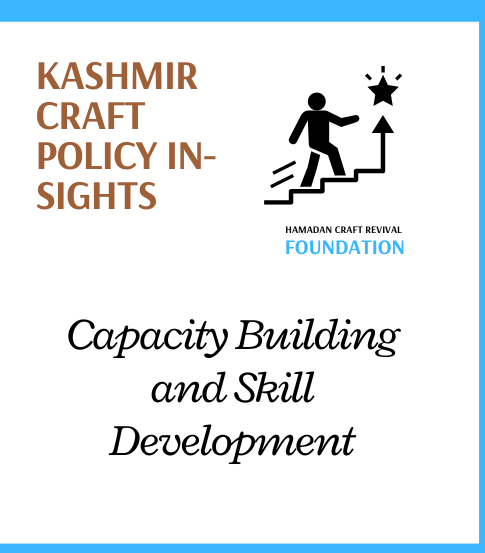 KASHMIR
CRAFT
POLICY IN-
SIGHTS
HAMADAN CRAFT REVIVAL
FOUNDATION
Capacity Building
and Skill
Development